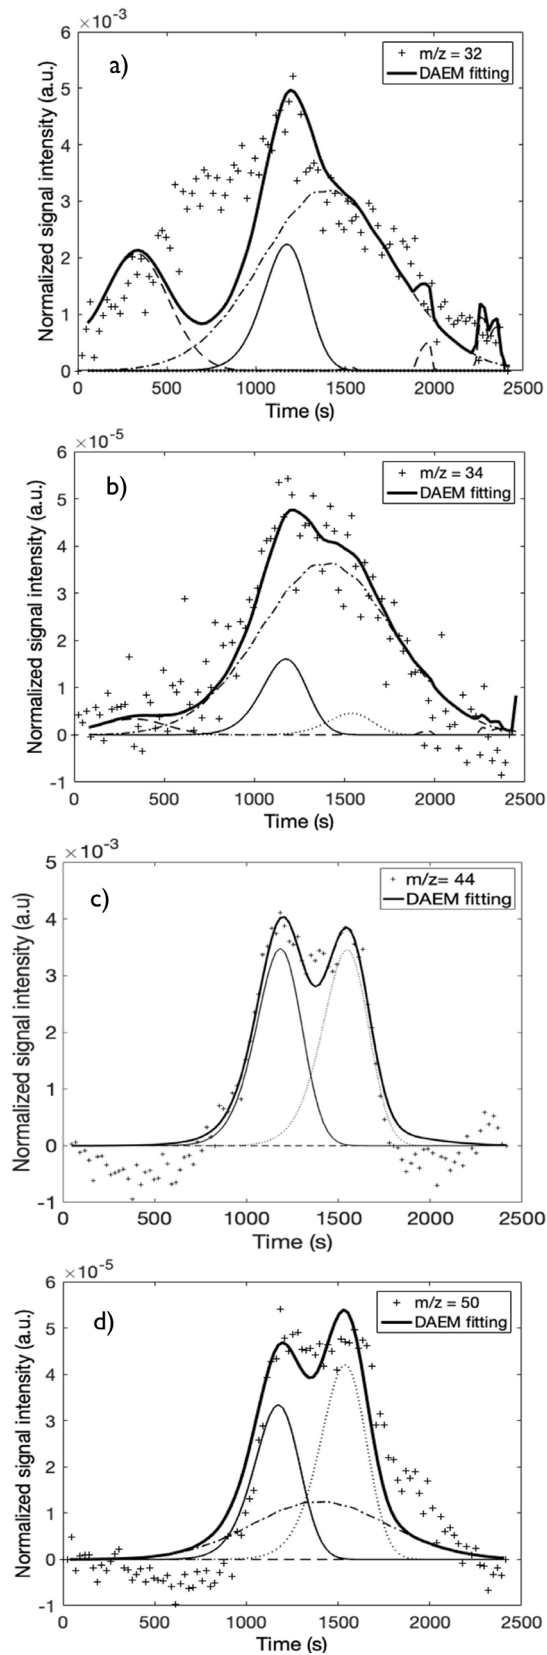 ×10⁻³
6
5
4
3
2
1
0
a)
+ m/z = 32
DAEM fitting
Normalized signal intensity (a.u.)
0 500 1000 1500 2000 2500
Time (s)
×10⁻⁵
6
5
4
3
2
1
0
-1
b)
+ m/z = 34
DAEM fitting
Normalized signal intensity (a.u.)
0 500 1000 1500 2000 2500
Time (s)
×10⁻³
5
4
3
2
1
0
-1
c)
+ m/z= 44
DAEM fitting
Normalized signal intensity (a.u)
0 500 1000 1500 2000 2500
Time (s)
×10⁻⁵
6
5
4
3
2
1
0
-1
d)
+ m/z = 50
DAEM fitting
Normalized signal intensity (a.u.)
0 500 1000 1500 2000 2500
Time (s)